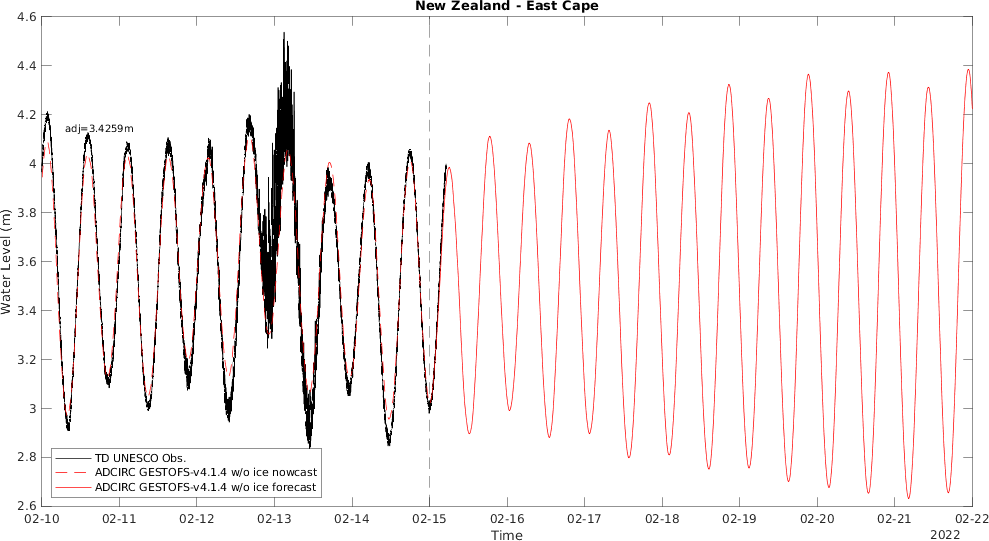 New Zealand - East Cape
4.6
4.4
4.2
4
3.8
3.6
3.4
3.2
3
2.8
2.6
Water Level (m)
adj=3.4259m
TD UNESCO Obs.
ADCIRC GESTOFS-v4.1.4 w/o ice nowcast
ADCIRC GESTOFS-v4.1.4 w/o ice forecast
02-10 02-11 02-12 02-13 02-14 02-15 02-16 02-17 02-18 02-19 02-20 02-21 02-22
Time
2022